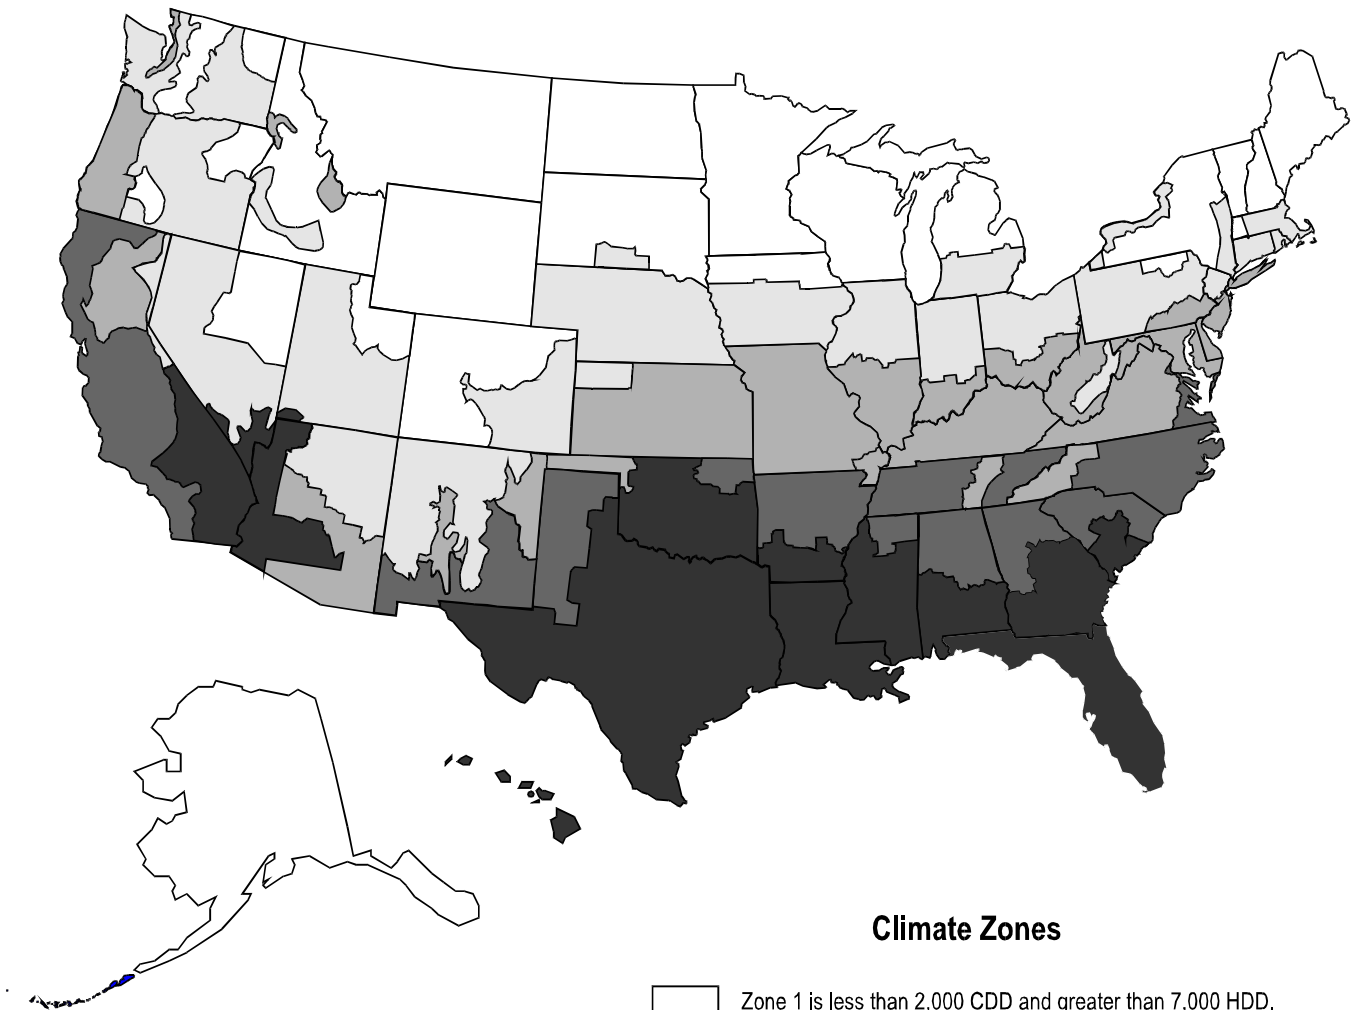 Climate Zones
Zone 1 is less than 2,000 CDD and greater than 7,000 HDD.